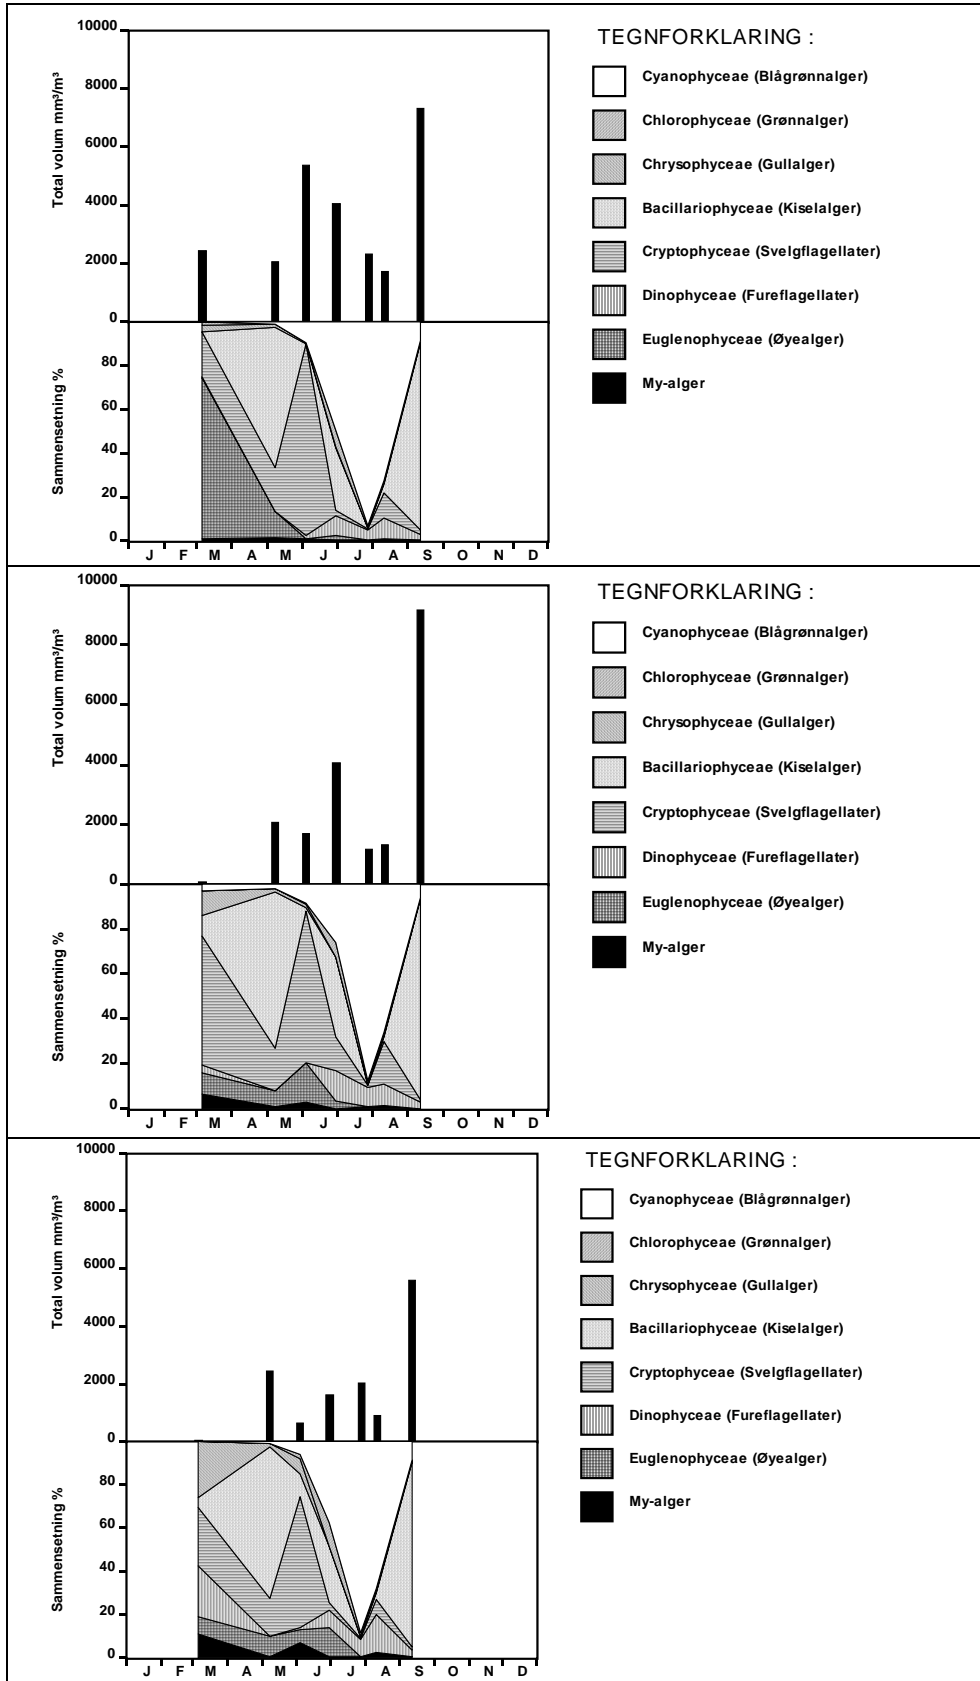 10000
8000
6000
4000
2000
0
Total volum mm³/m³
80
60
40
20
0
Sammensetning %
J F M A M J J A S O N D
TEGNFORKLARING :
Cyanophyceae (Blågrønnalger)
Chlorophyceae (Grønnalger)
Chrysophyceae (Gullalger)
Bacillariophyceae (Kiselalger)
Cryptophyceae (Svelgflagellater)
Dinophyceae (Fureflagellater)
Euglenophyceae (Øyealger)
My-alger
10000
8000
6000
4000
2000
0
Total volum mm³/m³
80
60
40
20
0
Sammensetning %
J F M A M J J A S O N D
TEGNFORKLARING :
Cyanophyceae (Blågrønnalger)
Chlorophyceae (Grønnalger)
Chrysophyceae (Gullalger)
Bacillariophyceae (Kiselalger)
Cryptophyceae (Svelgflagellater)
Dinophyceae (Fureflagellater)
Euglenophyceae (Øyealger)
My-alger
10000
8000
6000
4000
2000
0
Total volum mm³/m³
80
60
40
20
0
Sammensetning %
J F M A M J J A S O N D
TEGNFORKLARING :
Cyanophyceae (Blågrønnalger)
Chlorophyceae (Grønnalger)
Chrysophyceae (Gullalger)
Bacillariophyceae (Kiselalger)
Cryptophyceae (Svelgflagellater)
Dinophyceae (Fureflagellater)
Euglenophyceae (Øyealger)
My-alger